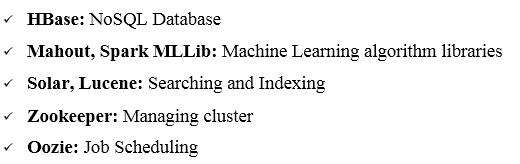 ✓ HBase: NoSQL Database
✓ Mahout, Spark MLLib: Machine Learning algorithm libraries
✓ Solar, Lucene: Searching and Indexing
✓ Zookeeper: Managing cluster
✓ Oozie: Job Scheduling